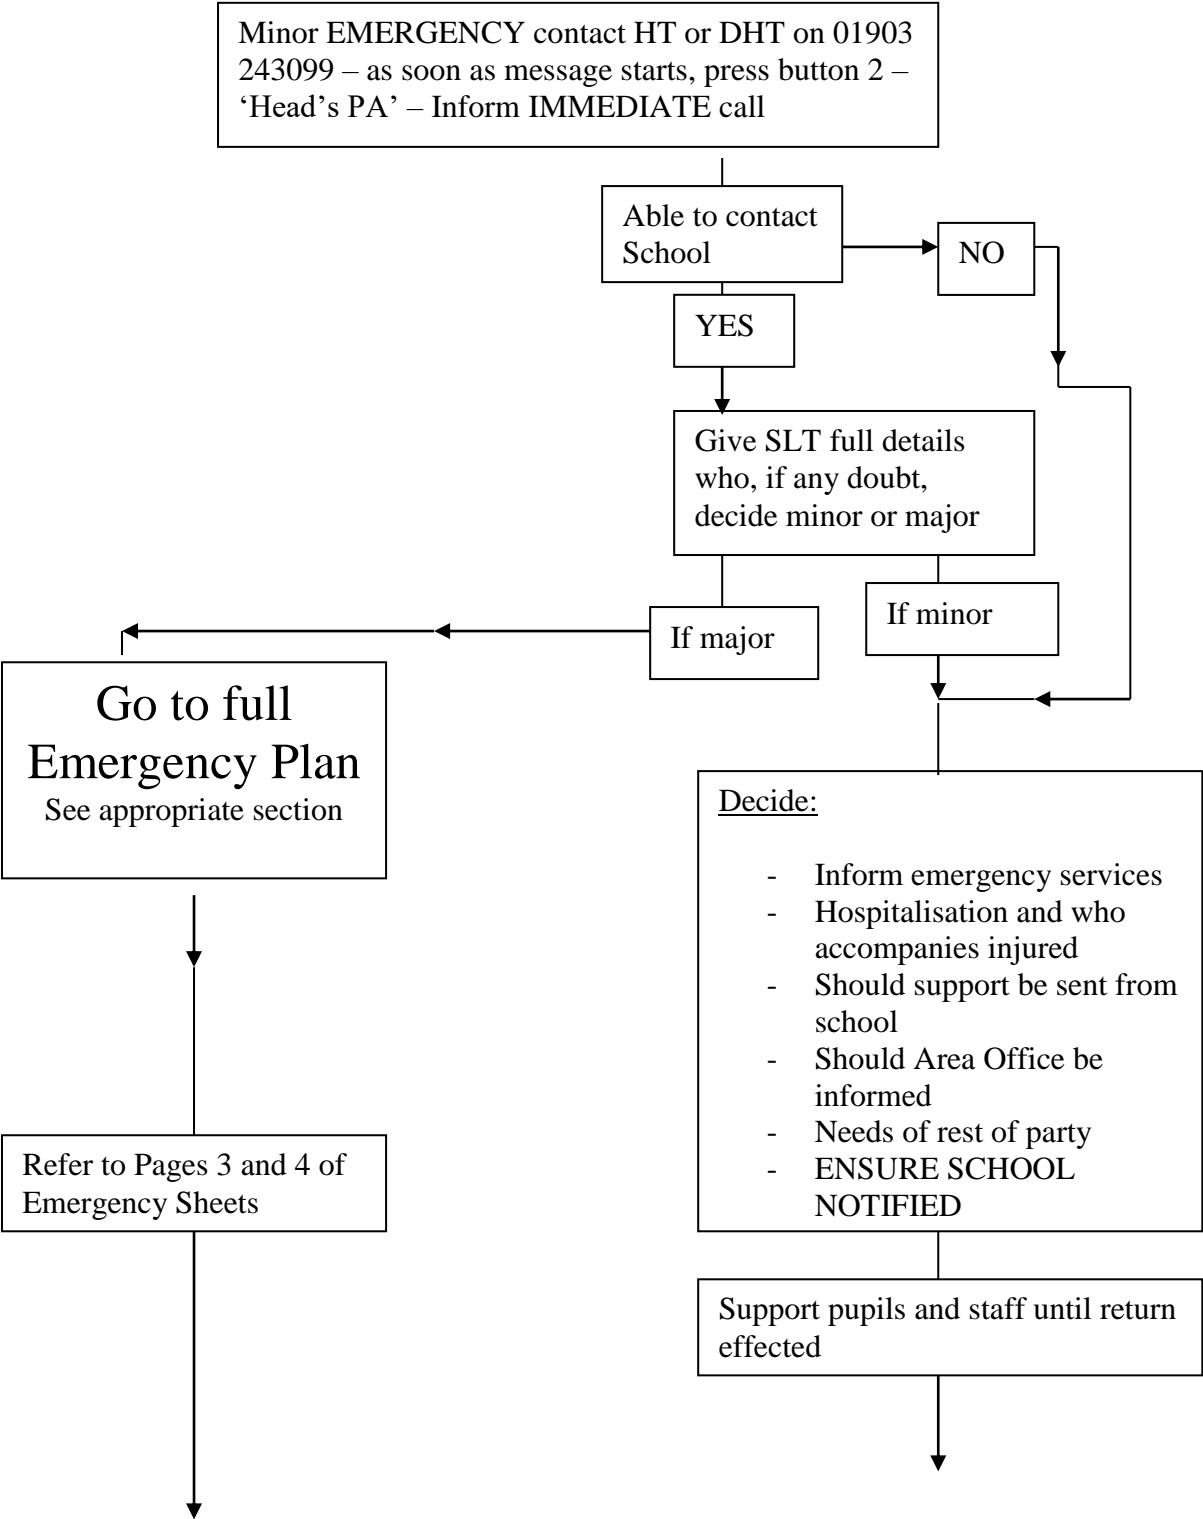 Minor EMERGENCY contact HT or DHT on 01903
243099 – as soon as message starts, press button 2 –
‘Head’s PA’ – Inform IMMEDIATE call
Able to contact
School
NO
YES
Give SLT full details
who, if any doubt,
decide minor or major
If minor
If major
Go to full
Emergency Plan
See appropriate section
Decide:
- Inform emergency services
- Hospitalisation and who
accompanies injured
- Should support be sent from
school
- Should Area Office be
informed
- Needs of rest of party
- ENSURE SCHOOL
NOTIFIED
Refer to Pages 3 and 4 of
Emergency Sheets
Support pupils and staff until return
effected